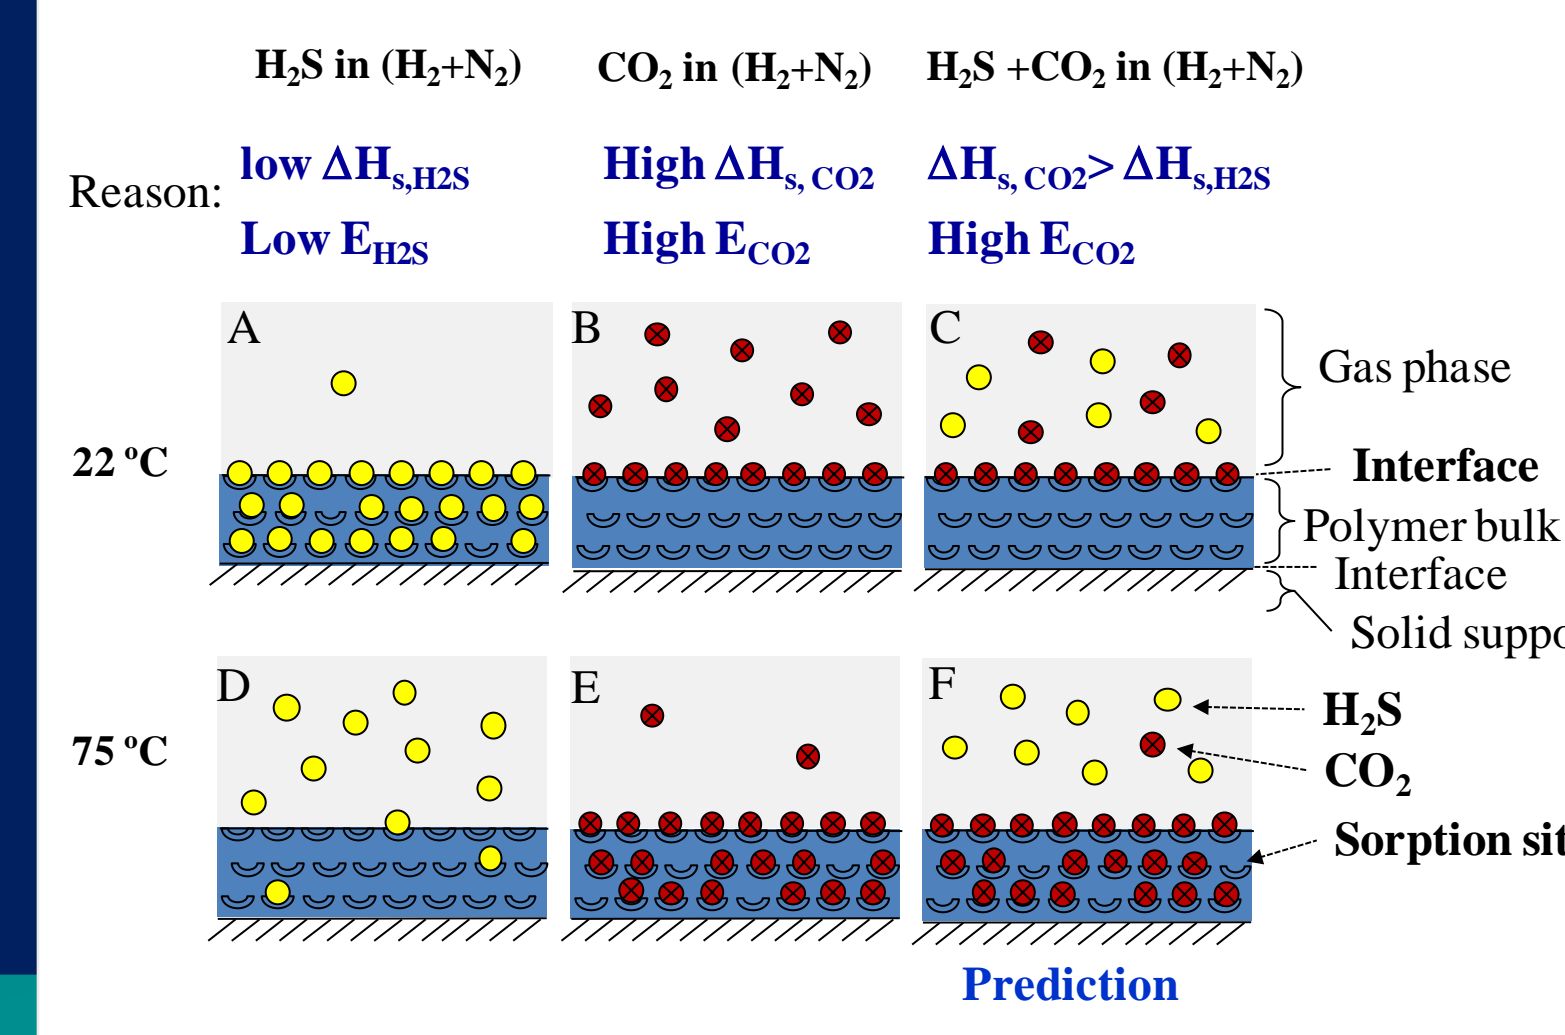 H₂S in (H₂+N₂)
CO₂ in (H₂+N₂)
H₂S +CO₂ in (H₂+N₂)
Reason:
low ΔHs,H2S
Low EH2S
High ΔHs, CO2
High ECO2
ΔHs, CO2> ΔHs,H2S
High ECO2
22 ºC
A
B
C
Gas phase
Interface
Polymer bulk
Interface
Solid suppo
75 ºC
D
E
F
H₂S
CO₂
Sorption sit
Prediction